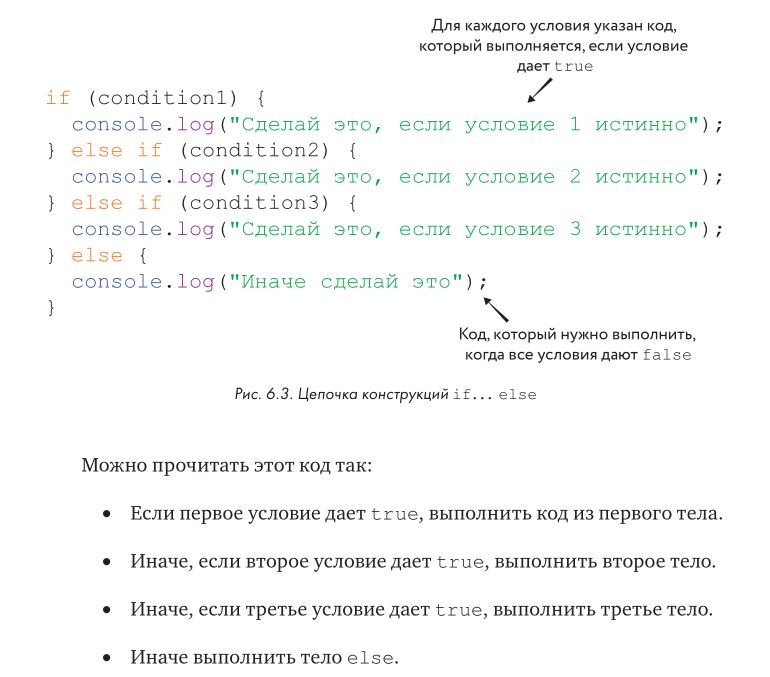 Для каждого условия указан код,
который выполняется, если условие
дает true
if (condition1) {
  console.log("Сделай это, если условие 1 истинно");
} else if (condition2) {
  console.log("Сделай это, если условие 2 истинно");
} else if (condition3) {
  console.log("Сделай это, если условие 3 истинно");
} else {
  console.log("Иначе сделай это");
}
Код, который нужно выполнить,
когда все условия дают false
Рис. 6.3. Цепочка конструкций if... else
Можно прочитать этот код так:
• Если первое условие дает true, выполнить код из первого тела.
• Иначе, если второе условие дает true, выполнить второе тело.
• Иначе, если третье условие дает true, выполнить третье тело.
• Иначе выполнить тело else.